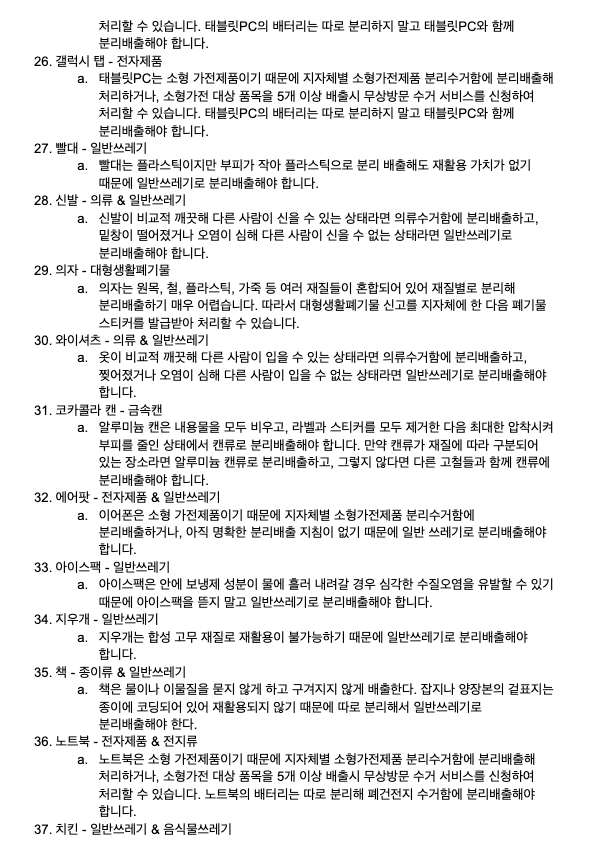 처리할 수 있습니다. 태블릿PC의 배터리는 따로 분리하지 말고 태블릿PC와 함께
분리배출해야 합니다.
26. 갤럭시 탭 - 전자제품
a. 태블릿PC는 소형 가전제품이기 때문에 지자체별 소형가전제품 분리수거함에 분리배출해
처리하거나, 소형가전 대상 품목을 5개 이상 배출시 무상방문 수거 서비스를 신청하여
처리할 수 있습니다. 태블릿PC의 배터리는 따로 분리하지 말고 태블릿PC와 함께
분리배출해야 합니다.
27. 빨대 - 일반쓰레기
a. 빨대는 플라스틱이지만 부피가 작아 플라스틱으로 분리 배출해도 재활용 가치가 없기
때문에 일반쓰레기로 분리배출해야 합니다.
28. 신발 - 의류 & 일반쓰레기
a. 신발이 비교적 깨끗해 다른 사람이 신을 수 있는 상태라면 의류수거함에 분리배출하고,
밑창이 떨어졌거나 오염이 심해 다른 사람이 신을 수 없는 상태라면 일반쓰레기로
분리배출해야 합니다.
29. 의자 - 대형생활폐기물
a. 의자는 원목, 철, 플라스틱, 가죽 등 여러 재질들이 혼합되어 있어 재질별로 분리해
분리배출하기 매우 어렵습니다. 따라서 대형생활폐기물 신고를 지자체에 한 다음 폐기물
스티커를 발급받아 처리할 수 있습니다.
30. 와이셔츠 - 의류 & 일반쓰레기
a. 옷이 비교적 깨끗해 다른 사람이 입을 수 있는 상태라면 의류수거함에 분리배출하고,
찢어졌거나 오염이 심해 다른 사람이 입을 수 없는 상태라면 일반쓰레기로 분리배출해야
합니다.
31. 코카콜라 캔 - 금속캔
a. 알루미늄 캔은 내용물을 모두 비우고, 라벨과 스티커를 모두 제거한 다음 최대한 압착시켜
부피를 줄인 상태에서 캔류로 분리배출해야 합니다. 만약 캔류가 재질에 따라 구분되어
있는 장소라면 알루미늄 캔류로 분리배출하고, 그렇지 않다면 다른 고철들과 함께 캔류에
분리배출해야 합니다.
32. 에어팟 - 전자제품 & 일반쓰레기
a. 이어폰은 소형 가전제품이기 때문에 지자체별 소형가전제품 분리수거함에
분리배출하거나, 아직 명확한 분리배출 지침이 없기 때문에 일반 쓰레기로 분리배출해야
합니다.
33. 아이스팩 - 일반쓰레기
a. 아이스팩은 안에 보냉제 성분이 물에 흘러 내려갈 경우 심각한 수질오염을 유발할 수 있기
때문에 아이스팩을 뜯지 말고 일반쓰레기로 분리배출해야 합니다.
34. 지우개 - 일반쓰레기
a. 지우개는 합성 고무 재질로 재활용이 불가능하기 때문에 일반쓰레기로 분리배출해야
합니다.
35. 책 - 종이류 & 일반쓰레기
a. 책은 물이나 이물질을 묻지 않게 하고 구겨지지 않게 배출한다. 잡지나 양장본의 겉표지는
종이에 코딩되어 있어 재활용되지 않기 때문에 따로 분리해서 일반쓰레기로
분리배출해야 한다.
36. 노트북 - 전자제품 & 전지류
a. 노트북은 소형 가전제품이기 때문에 지자체별 소형가전제품 분리수거함에 분리배출해
처리하거나, 소형가전 대상 품목을 5개 이상 배출시 무상방문 수거 서비스를 신청하여
처리할 수 있습니다. 노트북의 배터리는 따로 분리해 폐건전지 수거함에 분리배출해야
합니다.
37. 치킨 - 일반쓰레기 & 음식물쓰레기